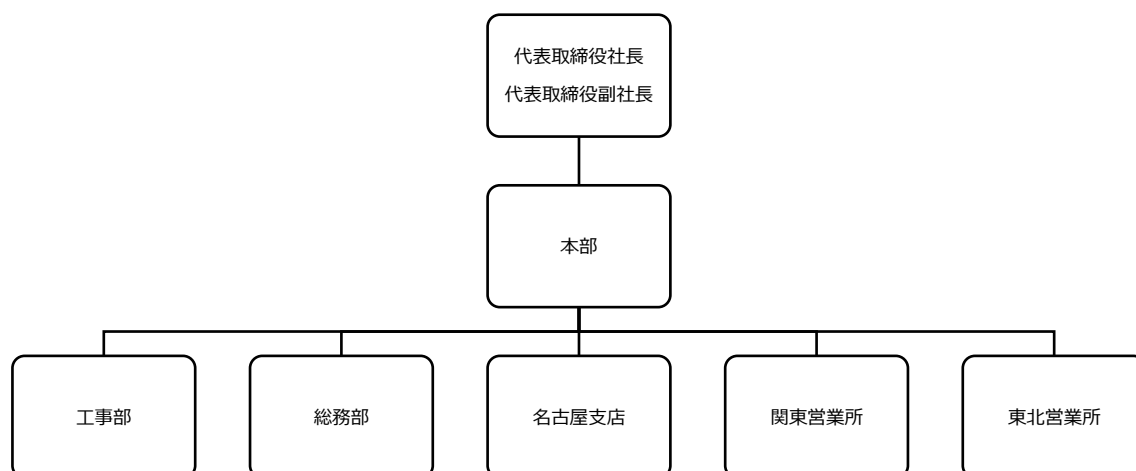 代表取締役社長
代表取締役副社長
本部
工事部
総務部
名古屋支店
関東営業所
東北営業所